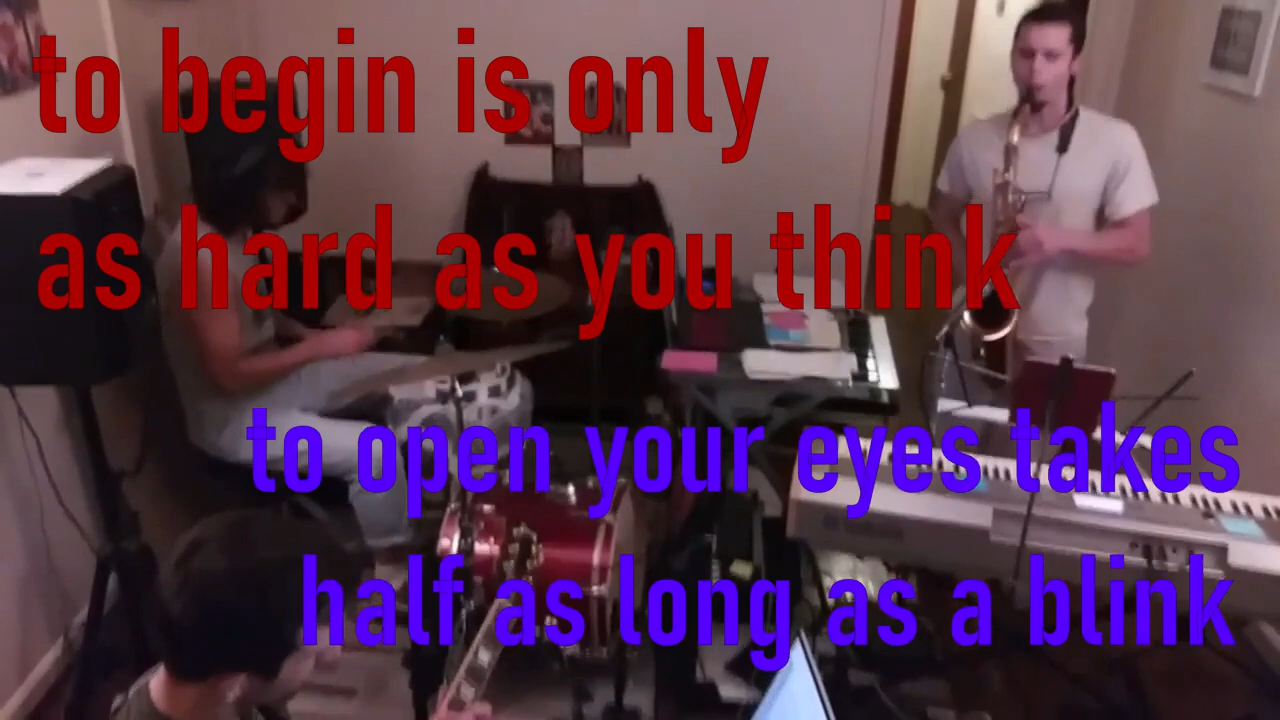 to begin is only
as hard as you think
to open your eyes takes
half as long as a blink